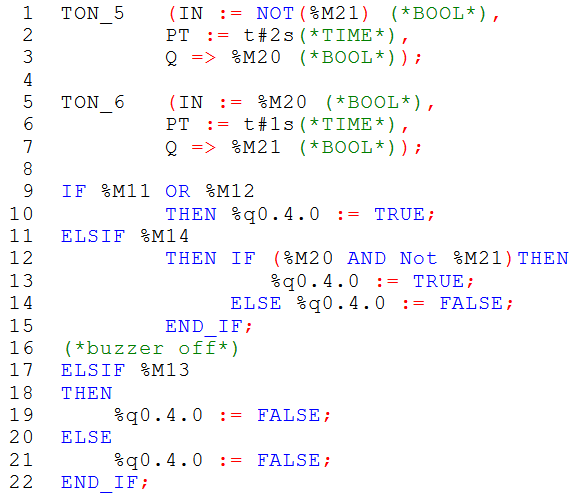 1 TON_5 (IN := NOT(%M21) (*BOOL*),
2 PT := t#2s(*TIME*),
3 Q => %M20 (*BOOL*));
4
5 TON_6 (IN := %M20 (*BOOL*),
6 PT := t#1s(*TIME*),
7 Q => %M21 (*BOOL*));
8
9 IF %M11 OR %M12
10 THEN %q0.4.0 := TRUE;
11 ELSIF %M14
12 THEN IF (%M20 AND Not %M21)THEN
13 %q0.4.0 := TRUE;
14 ELSE %q0.4.0 := FALSE;
15 END_IF;
16 (*buzzer off*)
17 ELSIF %M13
18 THEN
19 %q0.4.0 := FALSE;
20 ELSE
21 %q0.4.0 := FALSE;
22 END_IF;